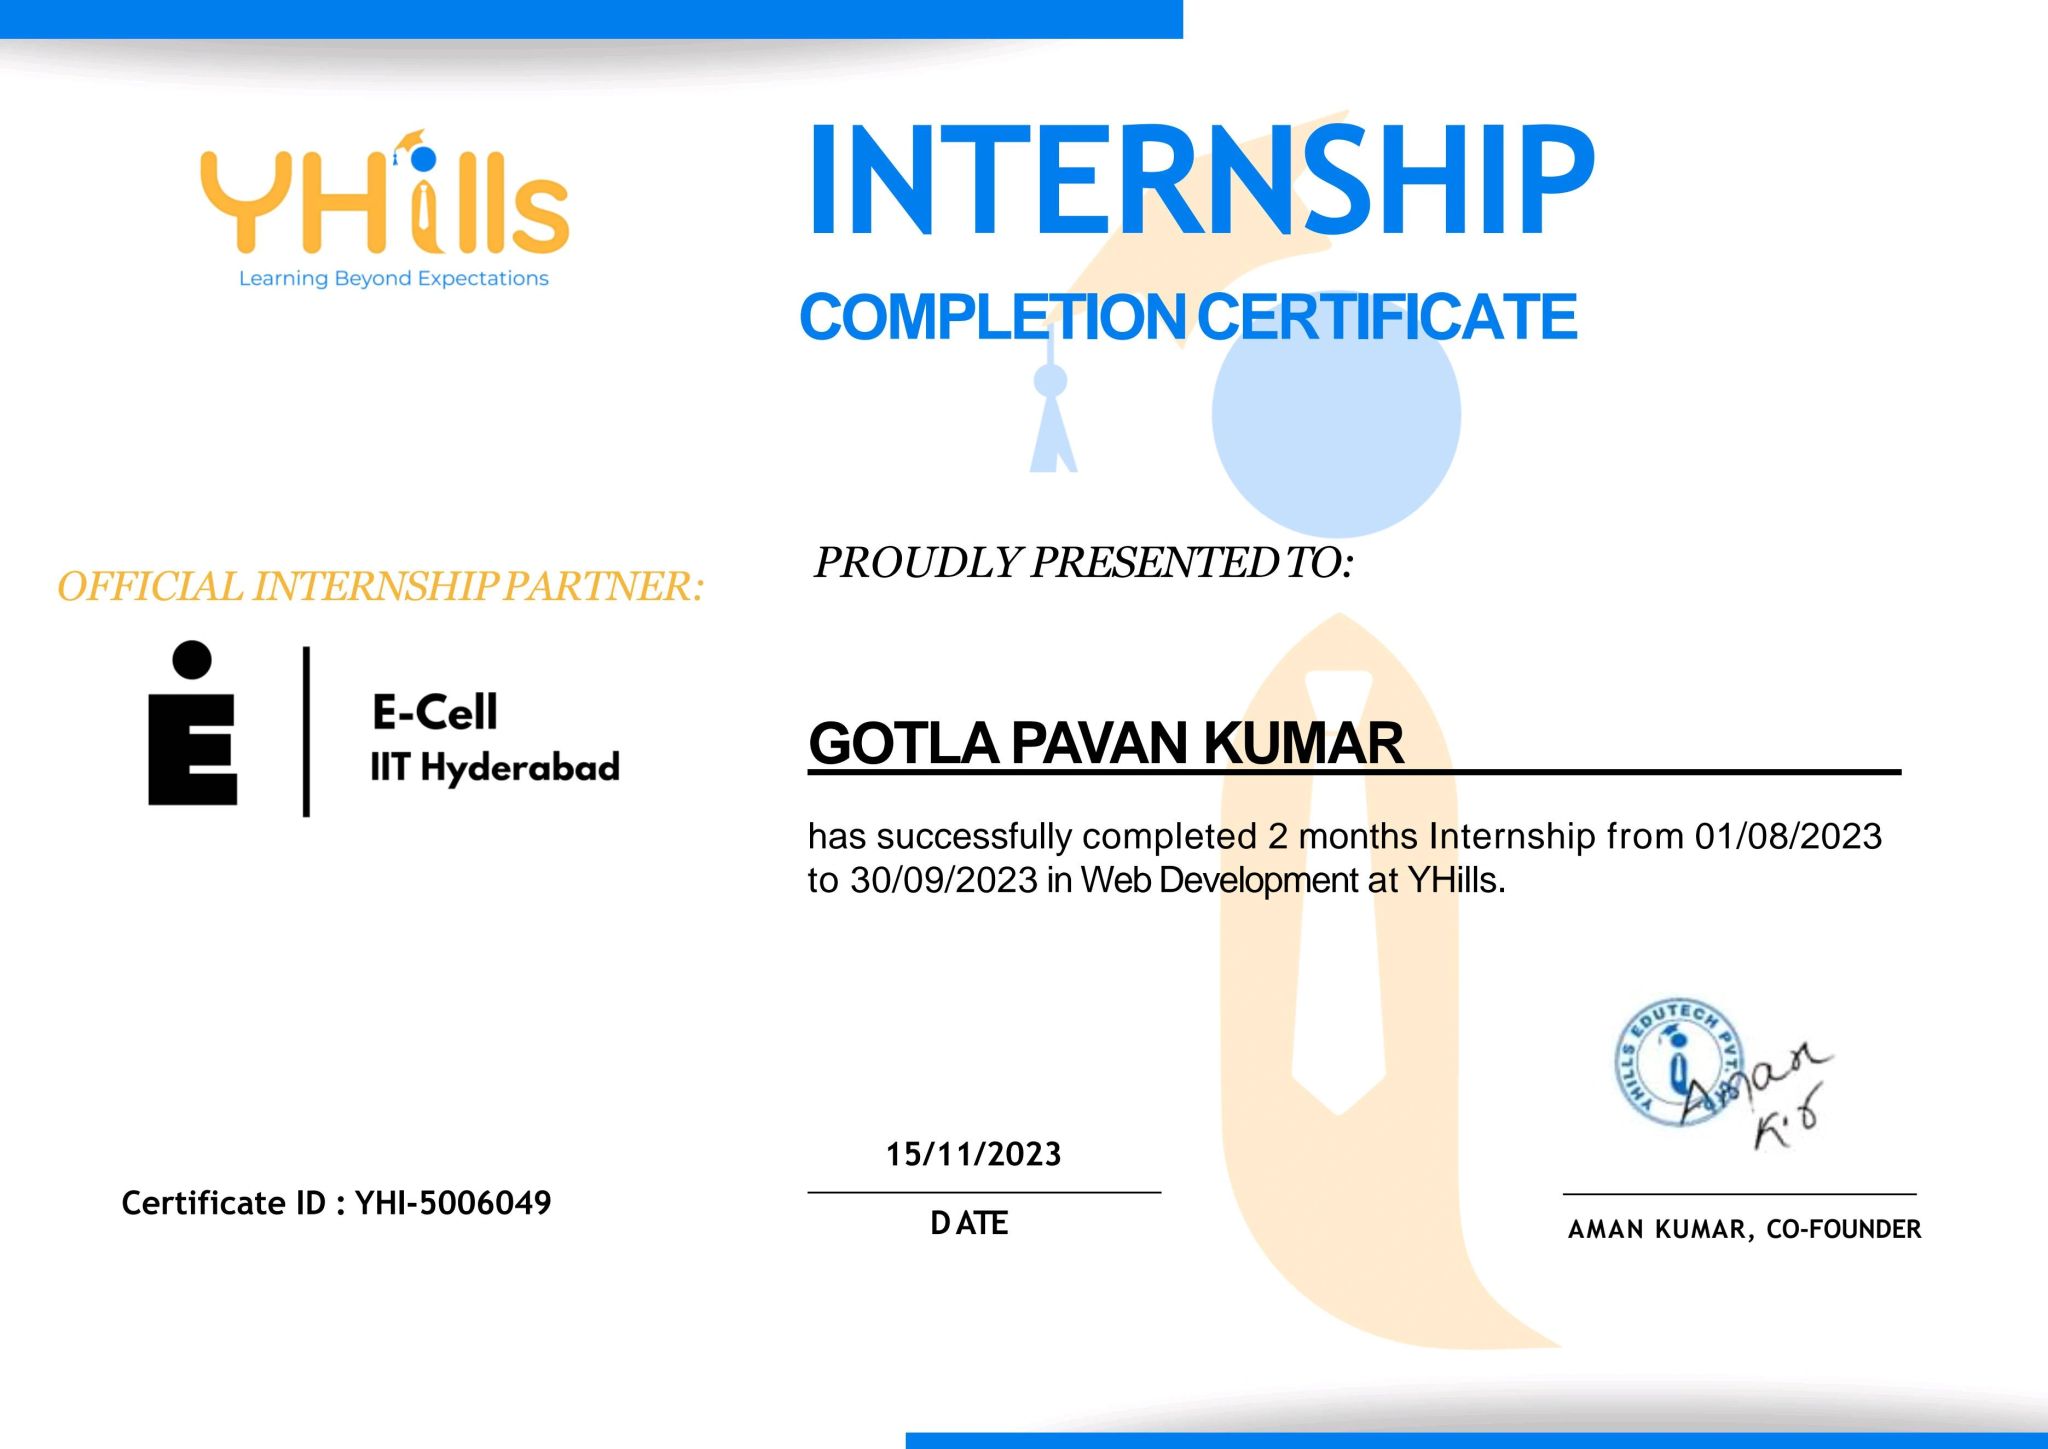 YHills
Learning Beyond Expectations
INTERNSHIP
COMPLETION CERTIFICATE
OFFICIAL INTERNSHIP PARTNER:
E-Cell
IIT Hyderabad
PROUDLY PRESENTED TO:
GOTLA PAVAN KUMAR
has successfully completed 2 months Internship from 01/08/2023
to 30/09/2023 in Web Development at YHills.
YHILLS EDUTECH PVT. LTD
Aman
15/11/2023
DATE
Certificate ID : YHI-5006049
AMAN KUMAR, CO-FOUNDER